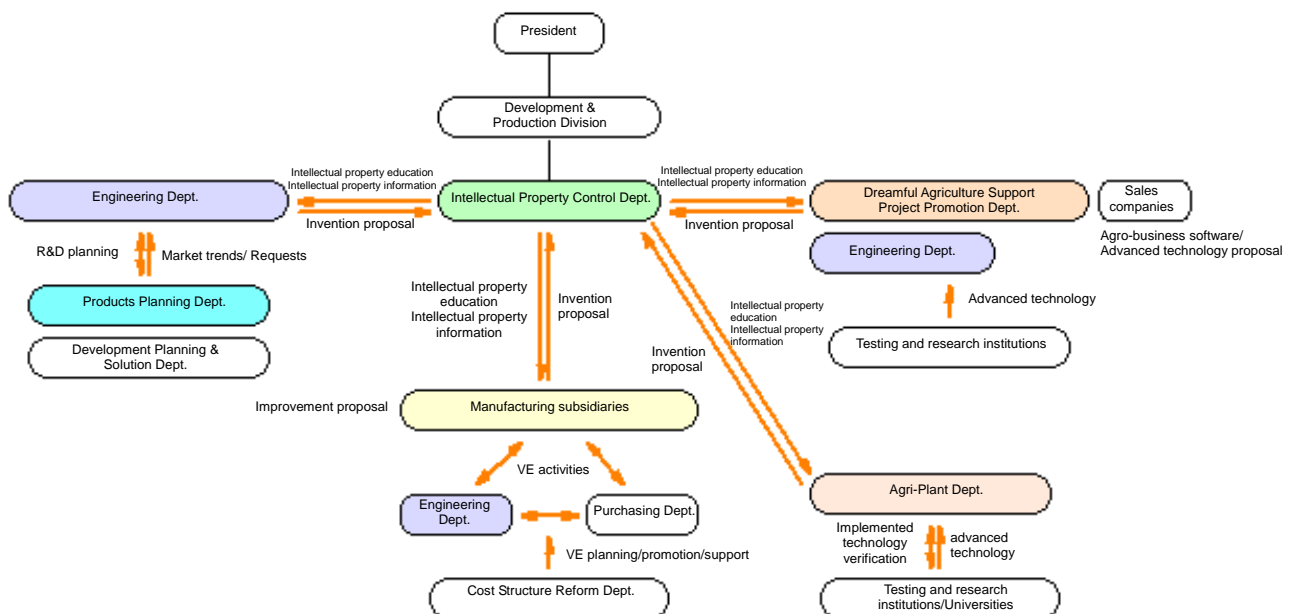 President
Development &
Production Division
Intellectual property education
Intellectual property information
Intellectual property education
Intellectual property information
Engineering Dept.
Intellectual Property Control Dept.
Dreamful Agriculture Support
Project Promotion Dept.
Sales
companies
Invention proposal
Invention proposal
Agro-business software/
Advanced technology proposal
R&D planning
Market trends/ Requests
Engineering Dept.
Products Planning Dept.
Intellectual property
education
Intellectual property
information
Invention
proposal
Intellectual property
education
Intellectual property
information
Advanced technology
Development Planning &
Solution Dept.
Testing and research institutions
Invention
proposal
Improvement proposal
Manufacturing subsidiaries
VE activities
Agri-Plant Dept.
Engineering
Dept.
Purchasing Dept.
Implemented
technology
verification
advanced
technology
VE planning/promotion/support
Cost Structure Reform Dept.
Testing and research
institutions/Universities